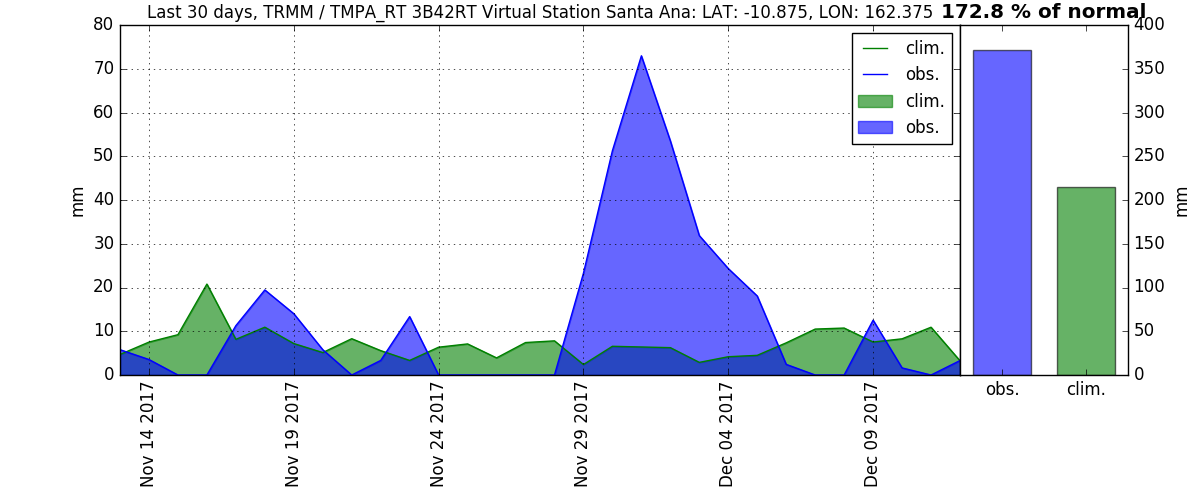 Last 30 days, TRMM / TMPA_RT 3B42RT Virtual Station Santa Ana: LAT: -10.875, LON: 162.375 172.8 % of normal
80
70
60
50
40
30
20
10
0
mm
clim.
obs.
clim.
obs.
Nov 14 2017
Nov 19 2017
Nov 24 2017
Nov 29 2017
Dec 04 2017
Dec 09 2017
400
350
300
250
200
150
100
50
0
mm
obs. clim.